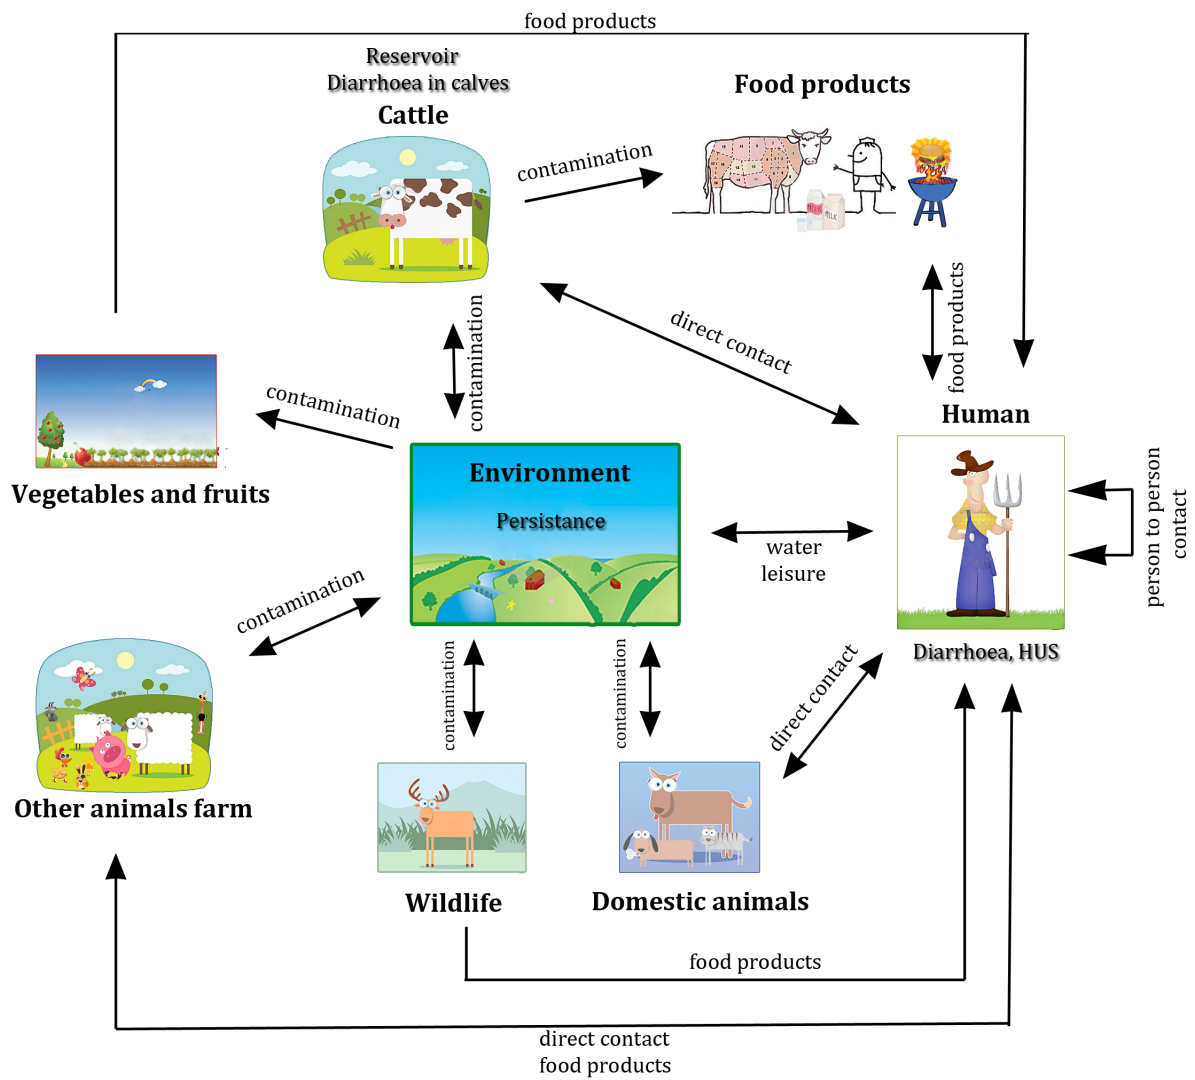 food products
Reservoir
Diarrhoea in calves
Cattle
Food products
contamination
MILK
MILK
direct contact
food products
contamination
contamination
Human
Vegetables and fruits
Environment
Persistance
water
leisure
person to person
contact
contamination
Diarrhoea, HUS
contamination
contamination
direct contact
Other animals farm
Wildlife
Domestic animals
food products
direct contact
food products